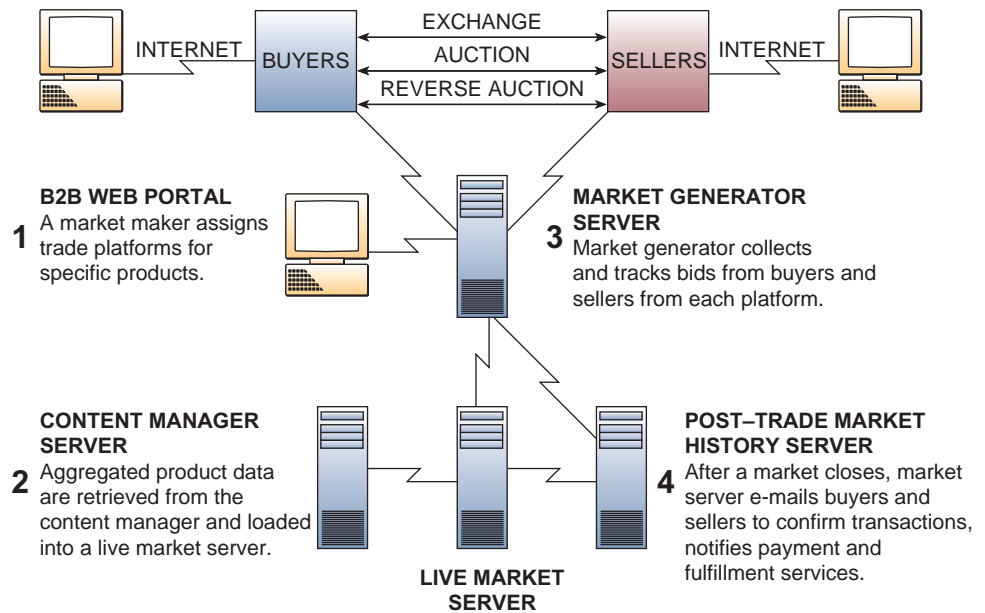 EXCHANGE
INTERNET
BUYERS
AUCTION
SELLERS
INTERNET
REVERSE AUCTION
B2B WEB PORTAL
1
A market maker assigns
trade platforms for
specific products.
MARKET GENERATOR
SERVER
3
Market generator collects
and tracks bids from buyers and
sellers from each platform.
CONTENT MANAGER
SERVER
2
Aggregated product data
are retrieved from the
content manager and loaded
into a live market server.
LIVE MARKET
SERVER
POST–TRADE MARKET
HISTORY SERVER
4
After a market closes, market
server e-mails buyers and
sellers to confirm transactions,
notifies payment and
fulfillment services.